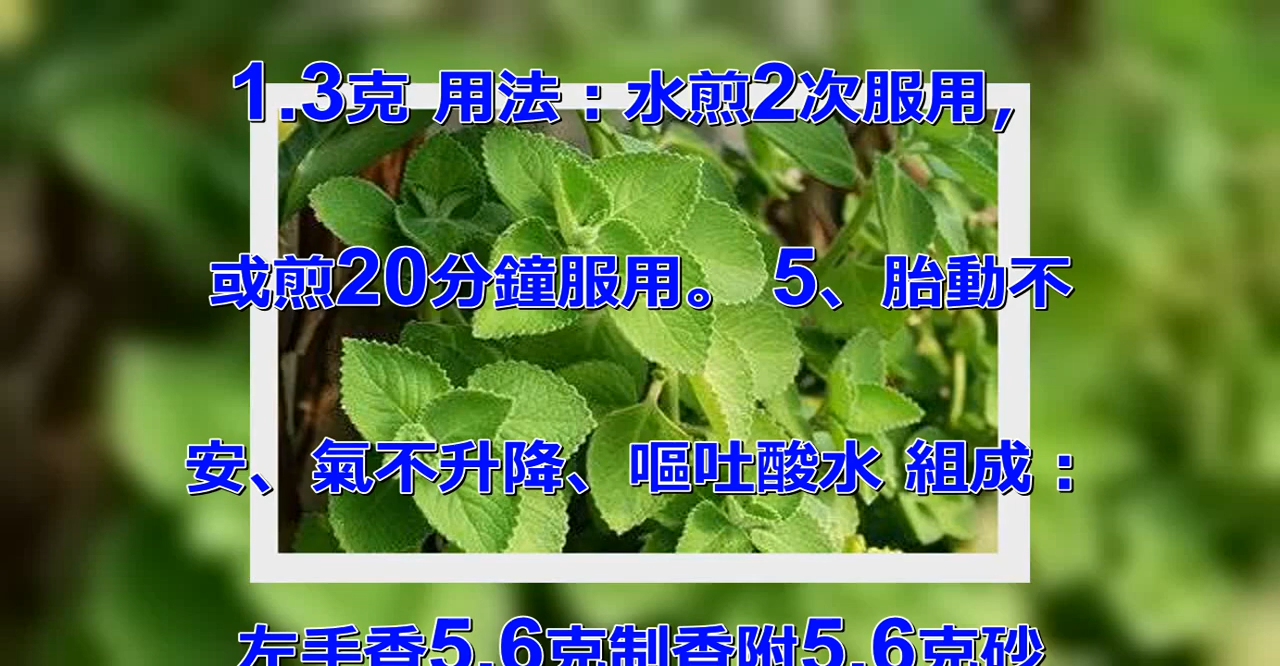 1.3克 用法：水煎2次服用，
或煎20分鐘服用。 5、胎動不
安、氣不升降、嘔吐酸水 組成：
左手香5.6克制香附5.6克砂